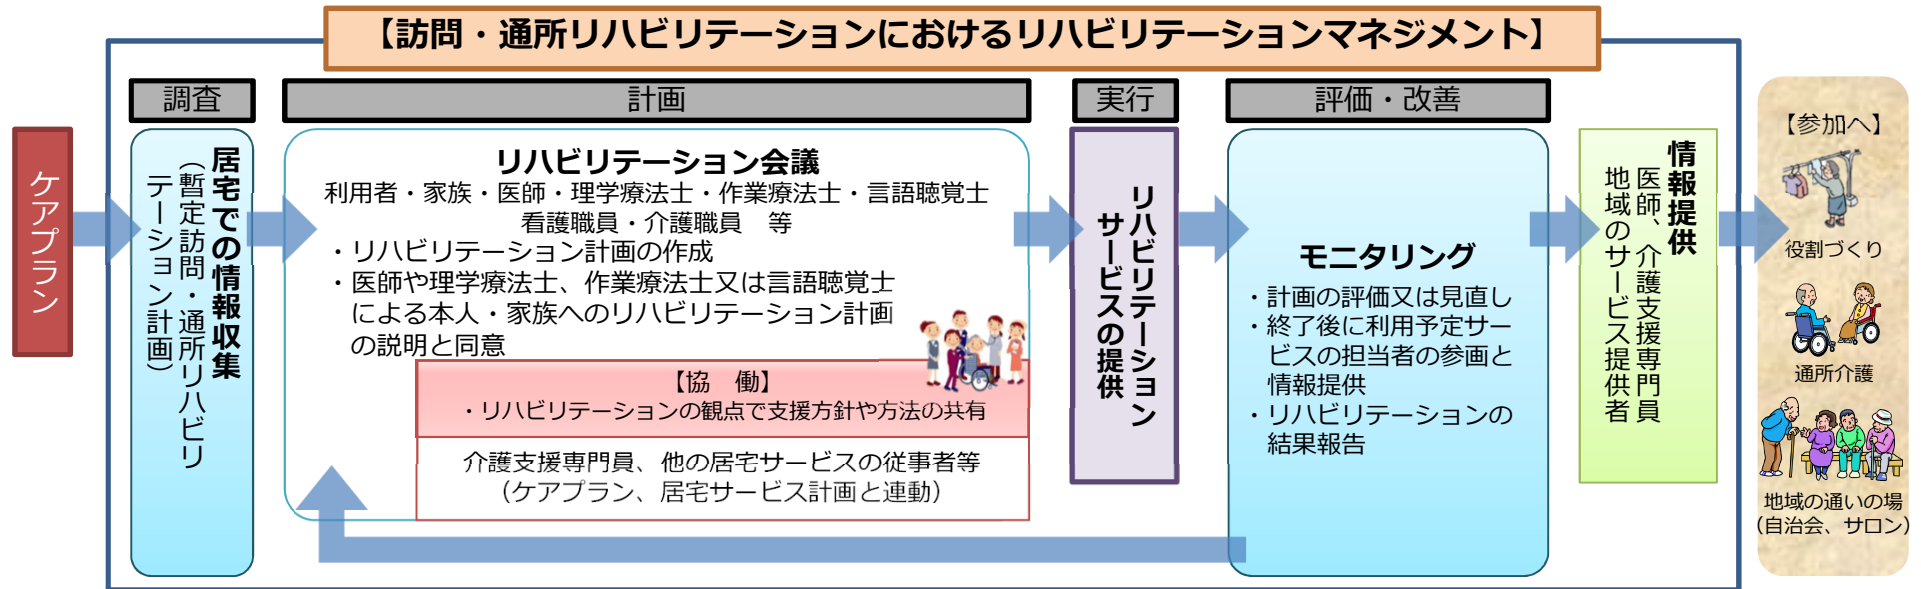 【訪問・通所リハビリテーションにおけるリハビリテーションマネジメント】
ケアプラン
調査
居宅での情報収集
（暫定訪問・通所リハビリ
テーション計画）
計画
リハビリテーション会議
利用者・家族・医師・理学療法士・作業療法士・言語聴覚士
看護職員・介護職員　等
・リハビリテーション計画の作成
・医師や理学療法士、作業療法士又は言語聴覚士
による本人・家族へのリハビリテーション計画
の説明と同意
【協　働】
・リハビリテーションの観点で支援方針や方法の共有
介護支援専門員、他の居宅サービスの従事者等
（ケアプラン、居宅サービス計画と連動）
実行
リハビリテーション
サービスの提供
評価・改善
モニタリング
・計画の評価又は見直し
・終了後に利用予定サー
ビスの担当者の参画と
情報提供
・リハビリテーションの
結果報告
情報提供
医師、介護支援専門員
地域のサービス提供者
【参加へ】
役割づくり
通所介護
地域の通いの場
（自治会、サロン）